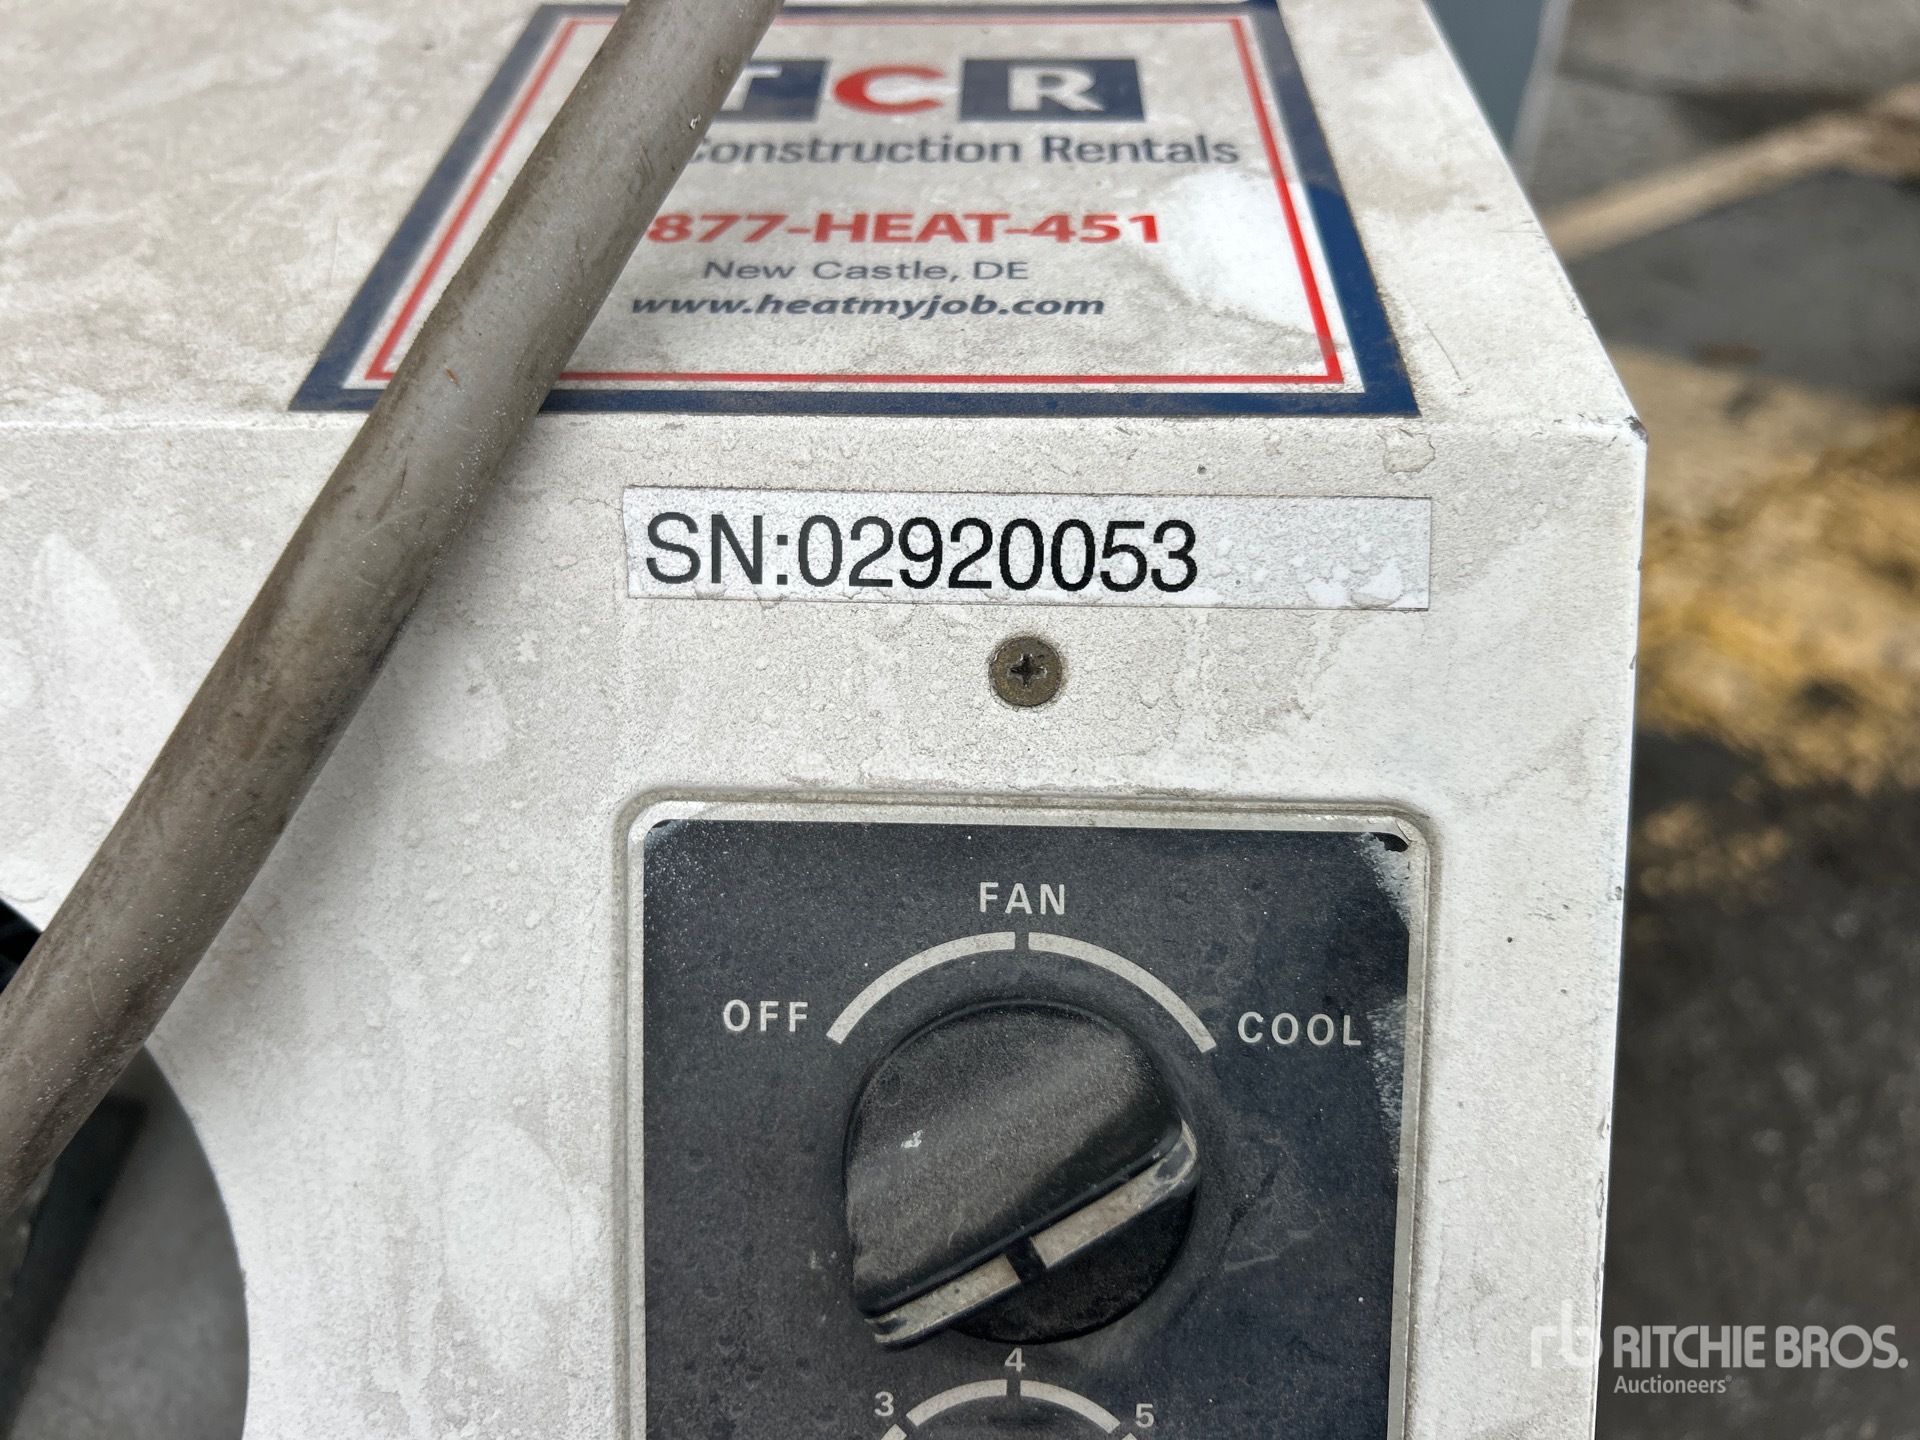 TCR
Construction Rentals
877-HEAT-451
New Castle, DE
www.heatmyjob.com
SN:02920053
FAN
OFF
COOL
4
3
5
rb RITCHIE BROS.
Auctioneers